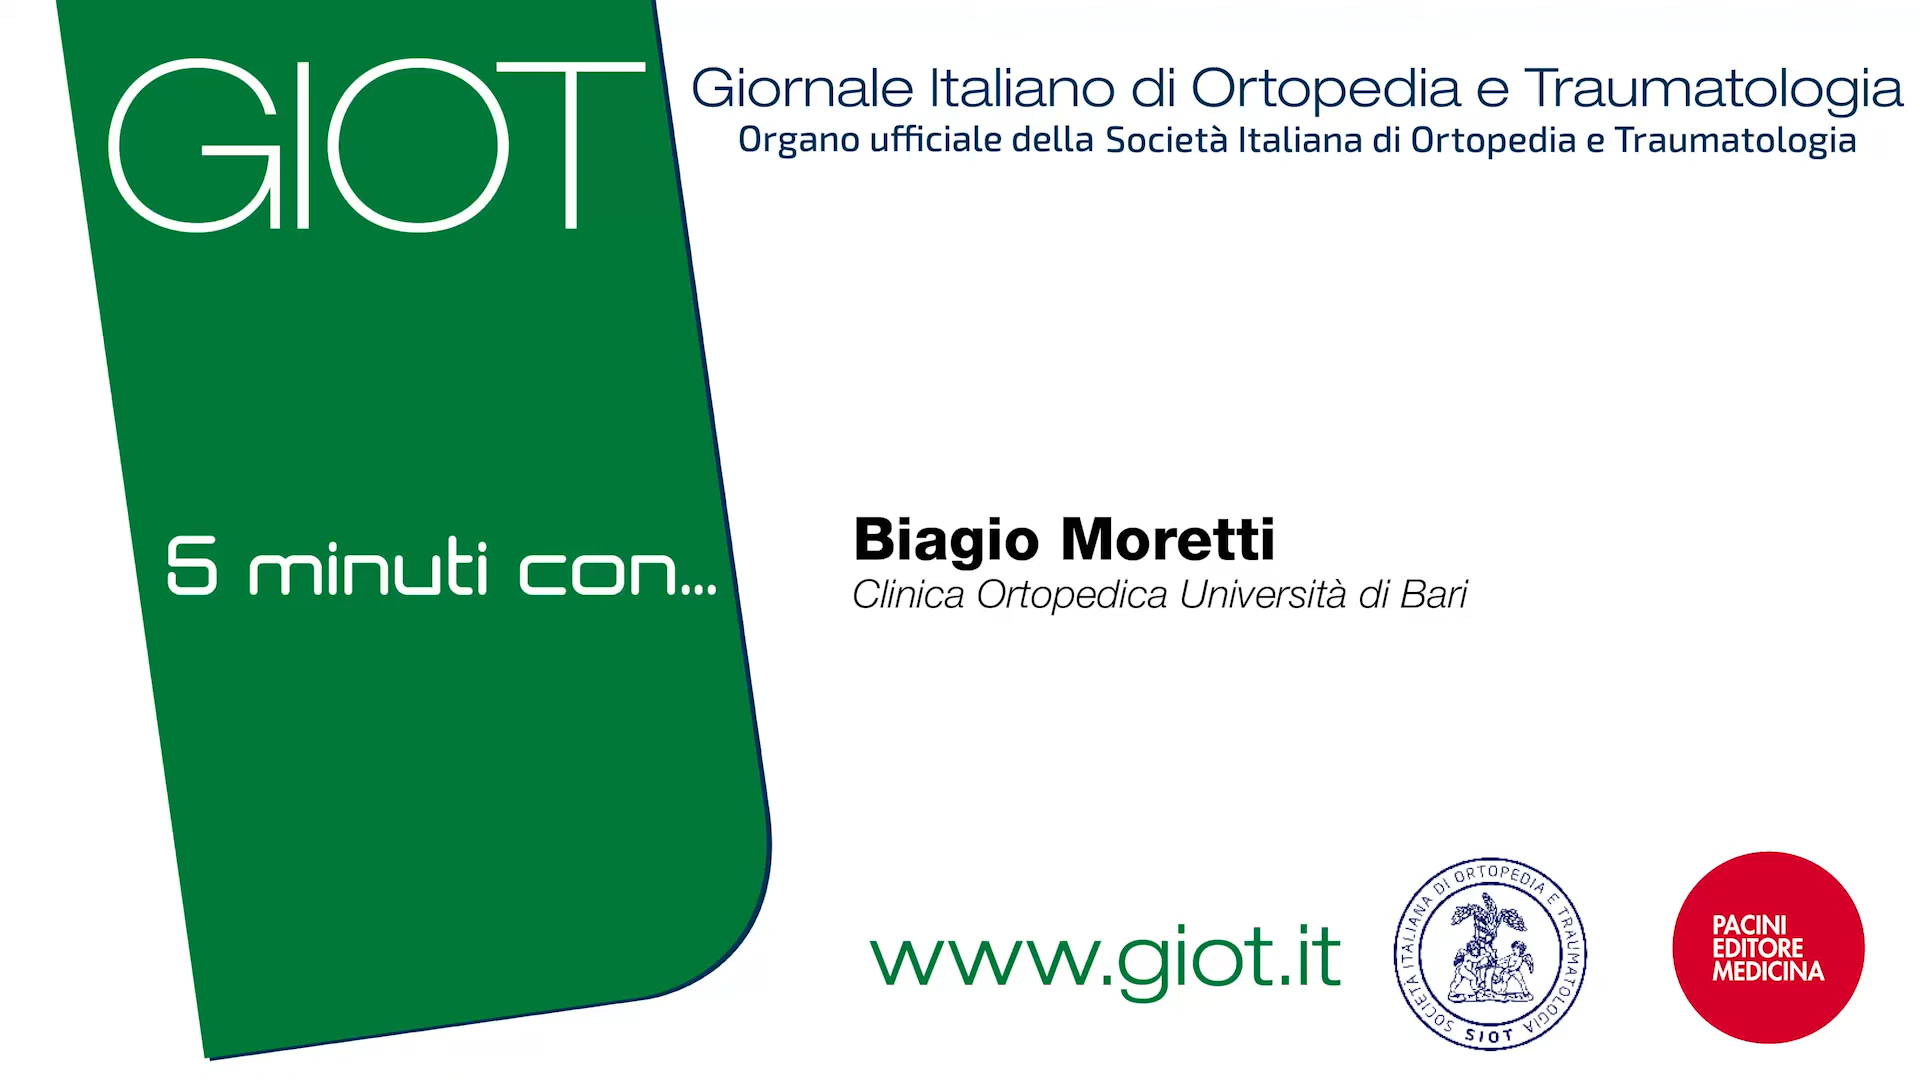 GIOT
Giornale Italiano di Ortopedia e Traumatologia
Organo ufficiale della Società Italiana di Ortopedia e Traumatologia
5 minuti con...
Biagio Moretti
Clinica Ortopedica Università di Bari
www.giot.it
SOCIETÀ ITALIANA DI ORTOPEDIA E TRAUMATOLOGIA
SIOT
PACINI
EDITORE
MEDICINA